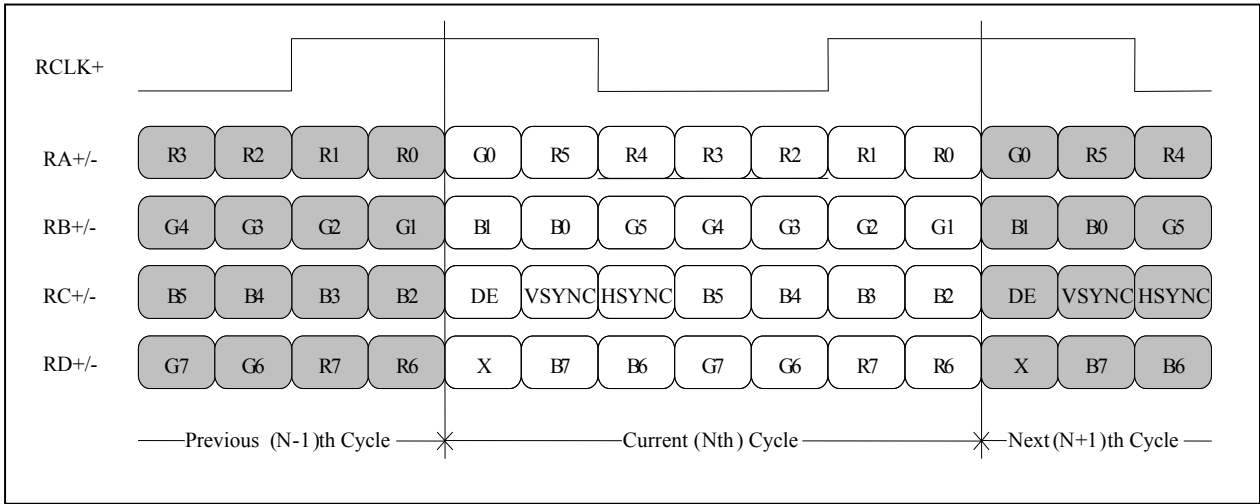 RCLK+
RA+/- R3 R2 R1 R0 G0 R5 R4 R3 R2 R1 R0 G0 R5 R4
RB+/- G4 G3 G2 G1 B1 B0 G5 G4 G3 G2 G1 B1 B0 G5
RC+/- B5 B4 B3 B2 DE VSYNC HSYNC B5 B4 B3 B2 DE VSYNC HSYNC
RD+/- G7 G6 R7 R6 X B7 B6 G7 G6 R7 R6 X B7 B6
Previous (N-1)th Cycle Current (Nth) Cycle Next (N+1)th Cycle